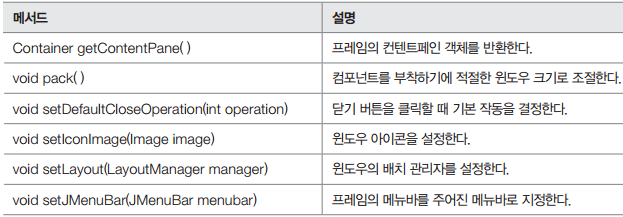 메서드 설명
Container getContentPane( ) 프레임의 컨텐트페인 객체를 반환한다.
void pack( ) 컴포넌트를 부착하기에 적절한 윈도우 크기로 조절한다.
void setDefaultCloseOperation(int operation) 닫기 버튼을 클릭할 때 기본 작동을 결정한다.
void setIconImage(Image image) 윈도우 아이콘을 설정한다.
void setLayout(LayoutManager manager) 윈도우의 배치 관리자를 설정한다.
void setJMenuBar(JMenuBar menubar) 프레임의 메뉴바를 주어진 메뉴바로 지정한다.